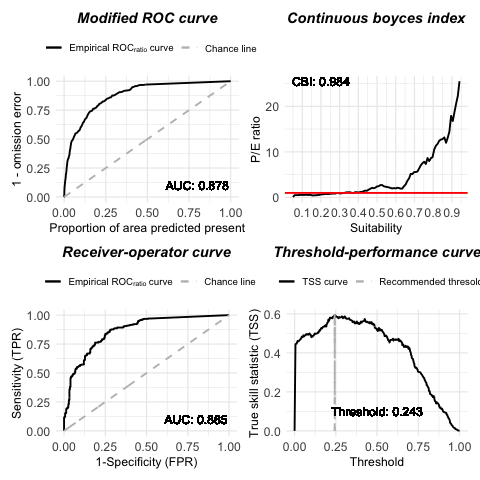 Modified ROC curve
Empirical ROCratio curve
Chance line
1 - omission error
1.00
0.75
0.50
0.25
0.00
AUC: 0.878
0.00 0.25 0.50 0.75 1.00
Proportion of area predicted present
Continuous boyces index
CBI: 0.984
P/E ratio
20
10
0
0.1 0.2 0.3 0.4 0.5 0.6 0.7 0.8 0.9
Suitability
Receiver-operator curve
Empirical ROCratio curve
Chance line
Sensitivity (TPR)
1.00
0.75
0.50
0.25
0.00
AUC: 0.885
0.00 0.25 0.50 0.75 1.00
1-Specificity (FPR)
Threshold-performance curve
TSS curve
Recommended threshold
True skill statistic (TSS)
0.6
0.4
0.2
0.0
Threshold: 0.243
0.00 0.25 0.50 0.75 1.00
Threshold